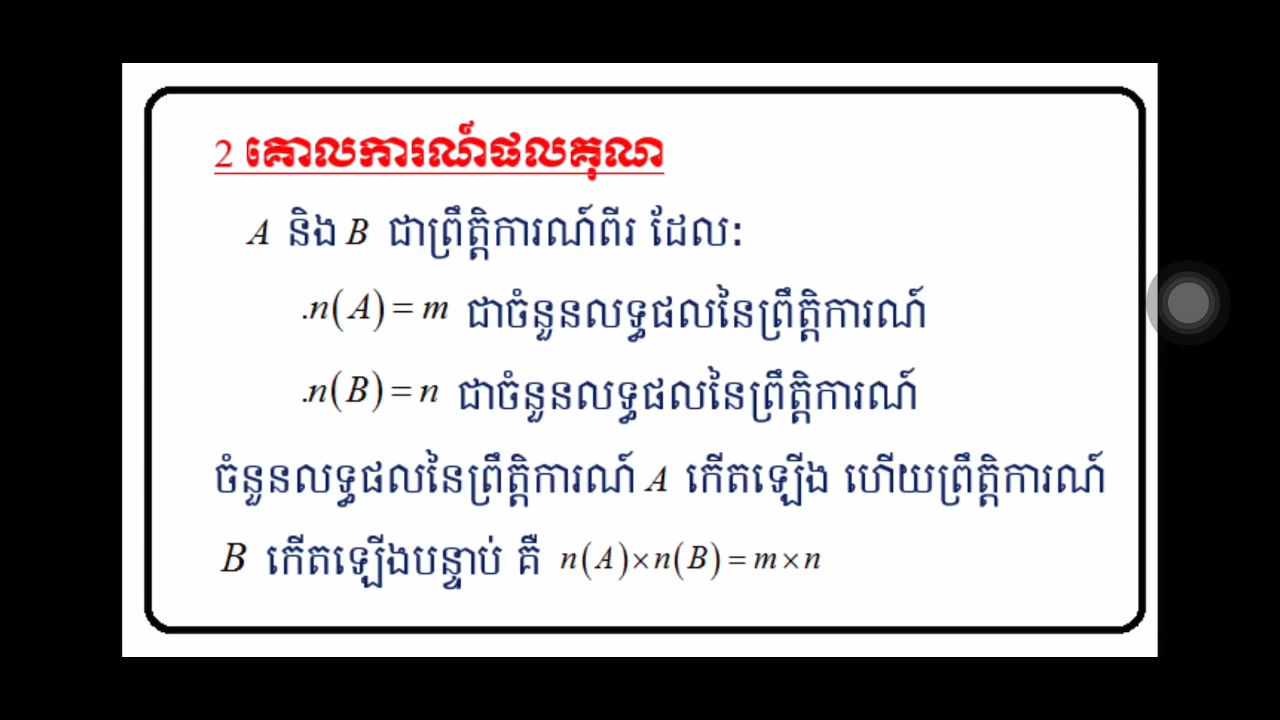 2 គោលការណ៍ផលគុណ
A និង B ជាព្រឹត្តិការណ៍ពីរ ដែល:
.n(A) = m ជាចំនួនលទ្ធផលនៃព្រឹត្តិការណ៍
.n(B) = n ជាចំនួនលទ្ធផលនៃព្រឹត្តិការណ៍
ចំនួនលទ្ធផលនៃព្រឹត្តិការណ៍ A កើតឡើង ហើយព្រឹត្តិការណ៍
B កើតឡើងបន្ទាប់ គឺ n(A)×n(B) = m×n